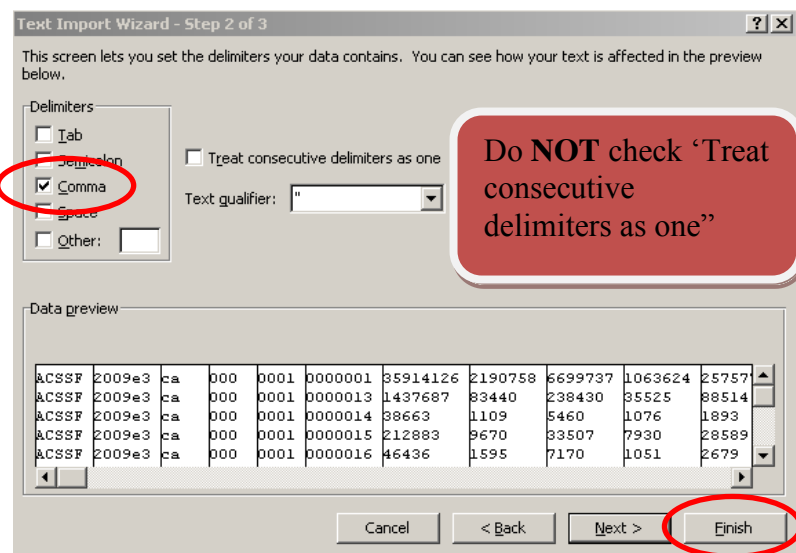 Text Import Wizard - Step 2 of 3
This screen lets you set the delimiters your data contains.  You can see how your text is affected in the preview
below.
Delimiters
Tab
Semicolon
Comma
Space
Other:
Treat consecutive delimiters as one
Text qualifier: "
Do NOT check ‘Treat
consecutive
delimiters as one”
Data preview
ACSSF 2009e3 ca 000 0001 0000001 35914126 2190758 6699737 1063624 25757
ACSSF 2009e3 ca 000 0001 0000013 1437687 83440 238430 35525 88514
ACSSF 2009e3 ca 000 0001 0000014 38663 1109 5460 1076 1893
ACSSF 2009e3 ca 000 0001 0000015 212883 9670 33507 7930 28589
ACSSF 2009e3 ca 000 0001 0000016 46436 1595 7170 1051 2679
Cancel < Back Next > Finish